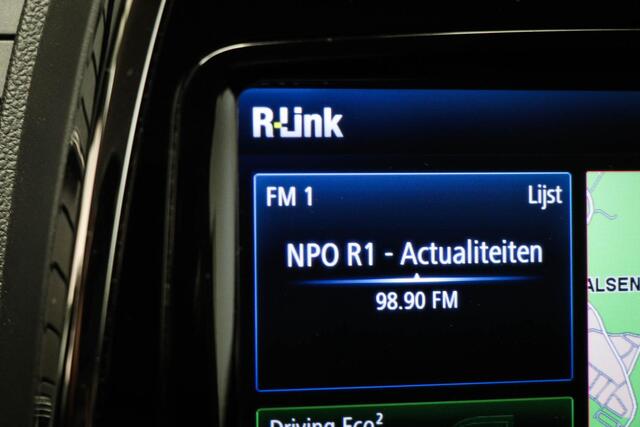 R-Link
FM 1 Lijst
NPO R1 - Actualiteiten
98.90 FM
ALSEN
Driving Eco²